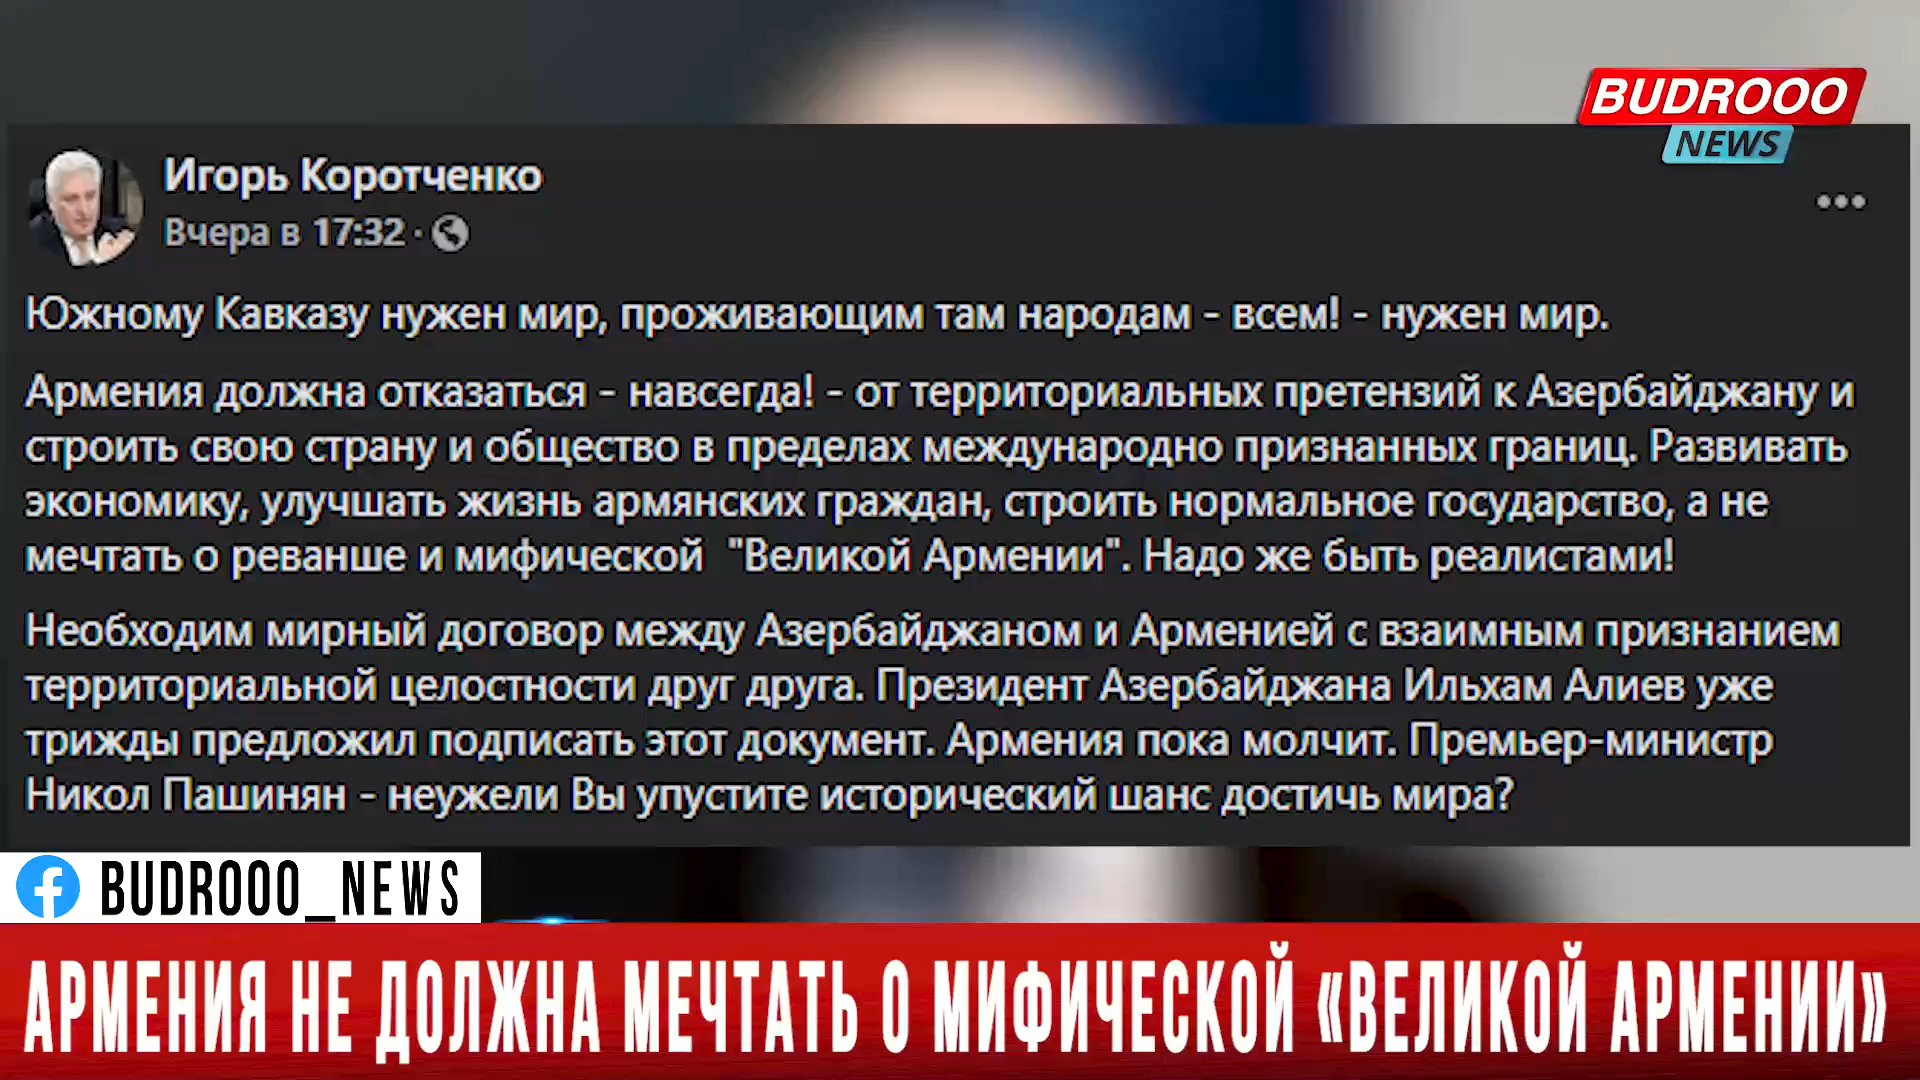 BUDROOO
NEWS
Игорь Коротченко
Вчера в 17:32 ·
Южному Кавказу нужен мир, проживающим там народам - всем! - нужен мир.
Армения должна отказаться - навсегда! - от территориальных претензий к Азербайджану и
строить свою страну и общество в пределах международно признанных границ. Развивать
экономику, улучшать жизнь армянских граждан, строить нормальное государство, а не
мечтать о реванше и мифической "Великой Армении". Надо же быть реалистами!
Необходим мирный договор между Азербайджаном и Арменией с взаимным признанием
территориальной целостности друг друга. Президент Азербайджана Ильхам Алиев уже
трижды предложил подписать этот документ. Армения пока молчит. Премьер-министр
Никол Пашинян - неужели Вы упустите исторический шанс достичь мира?
BUDROOO_NEWS
АРМЕНИЯ НЕ ДОЛЖНА МЕЧТАТЬ О МИФИЧЕСКОЙ «ВЕЛИКОЙ АРМЕНИИ»